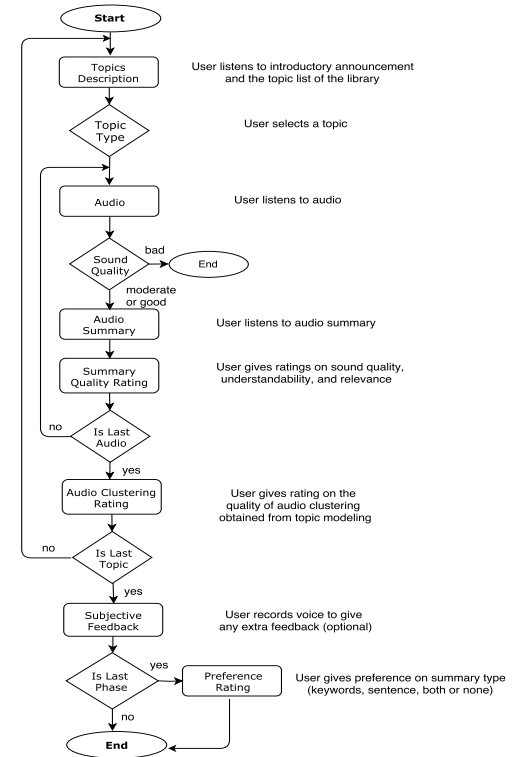 Start
Topics
Description
User listens to introductory announcement
and the topic list of the library
Topic
Type
User selects a topic
Audio
User listens to audio
Sound
Quality
bad
End
moderate
or good
Audio
Summary
User listens to audio summary
Summary
Quality Rating
User gives ratings on sound quality,
understandability, and relevance
Is Last
Audio
no
yes
Audio Clustering
Rating
User gives rating on the
quality of audio clustering
obtained from topic modeling
Is Last
Topic
no
yes
Subjective
Feedback
User records voice to give
any extra feedback (optional)
Is Last
Phase
yes
Preference
Rating
User gives preference on summary type
(keywords, sentence, both or none)
no
End